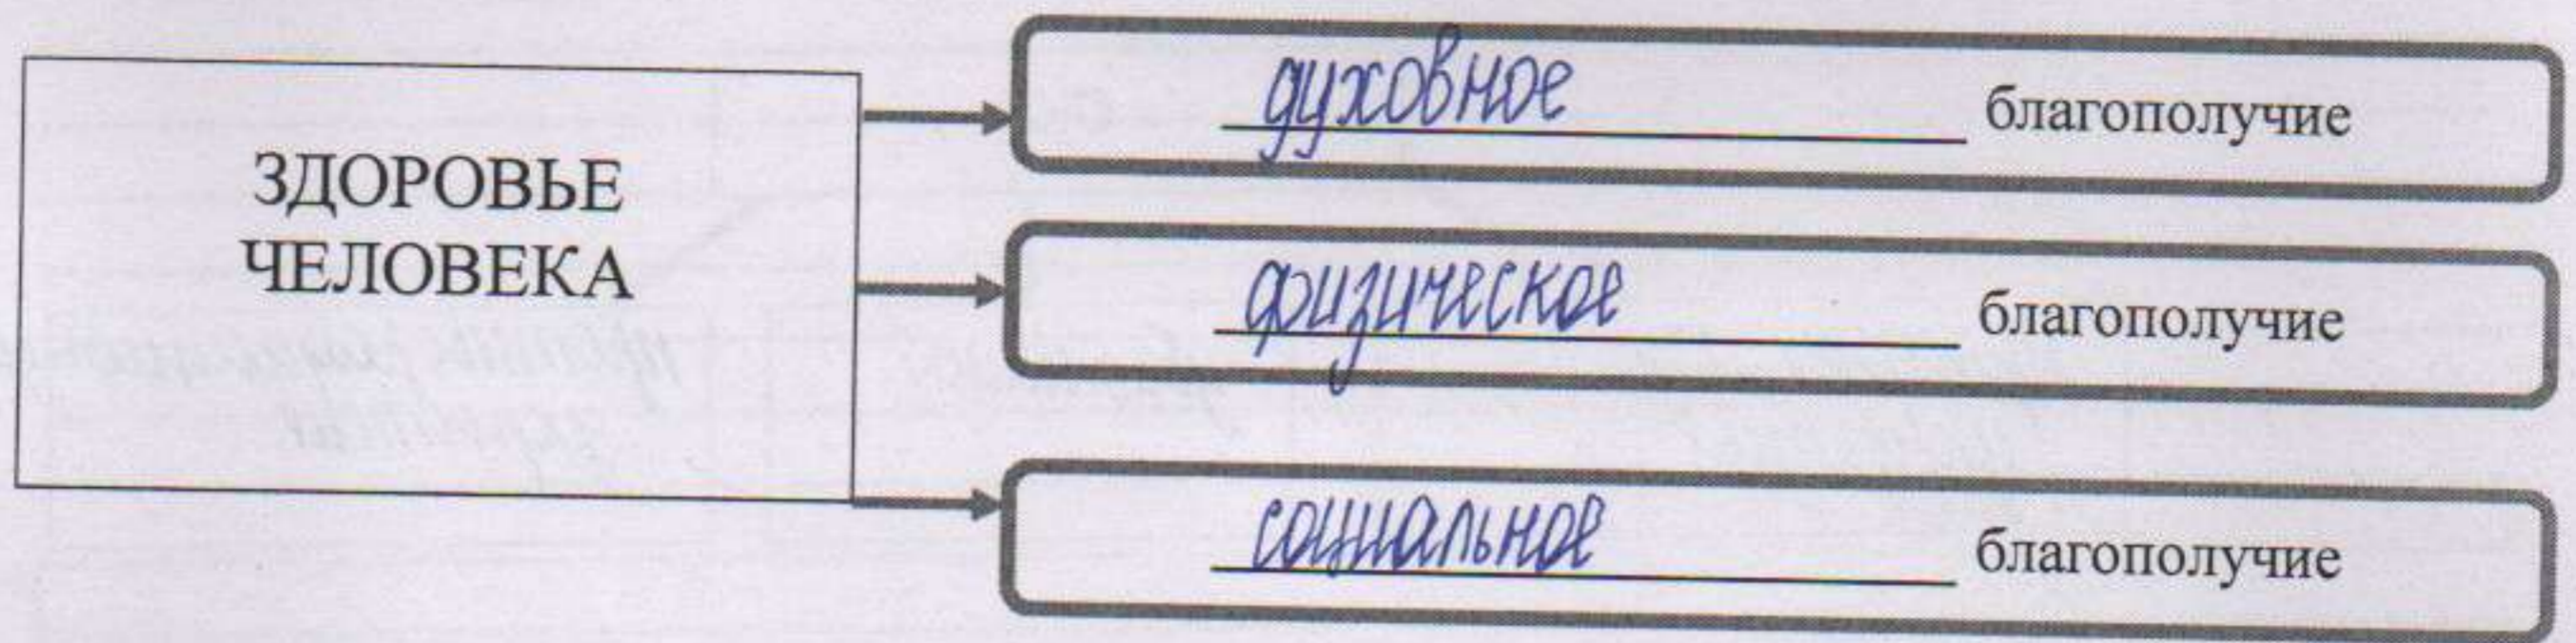 ЗДОРОВЬЕ
ЧЕЛОВЕКА
духовное благополучие
физическое благополучие
социальное благополучие